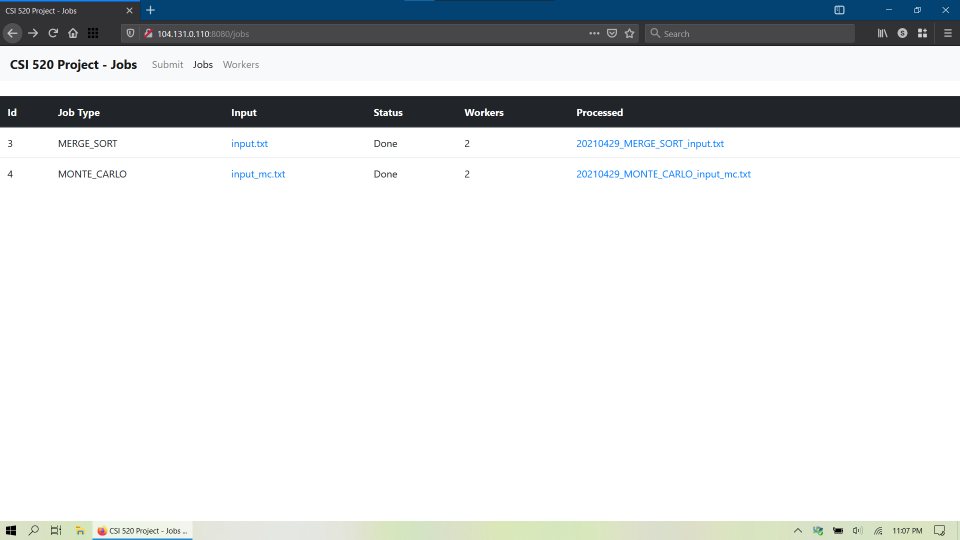 CSI 520 Project - Jobs
104.131.0.110:8080/jobs
Search
CSI 520 Project - Jobs Submit Jobs Workers
Id Job Type Input Status Workers Processed
3 MERGE_SORT input.txt Done 2 20210429_MERGE_SORT_input.txt
4 MONTE_CARLO input_mc.txt Done 2 20210429_MONTE_CARLO_input_mc.txt
CSI 520 Project - Jobs ... 11:07 PM